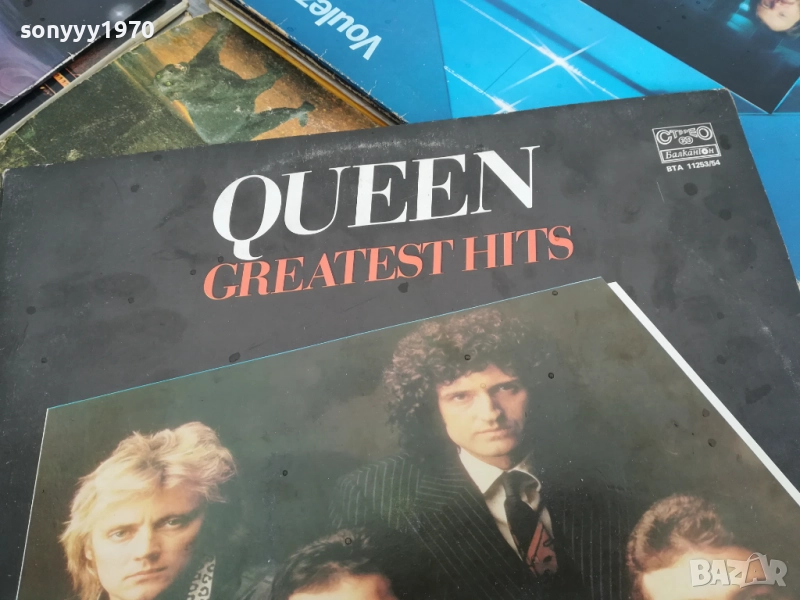 sonyyy1970
Voulez
QUEEN
GREATEST HITS
СТЕРЕО
Балкантон
ВТА 11253/54
BAZAR